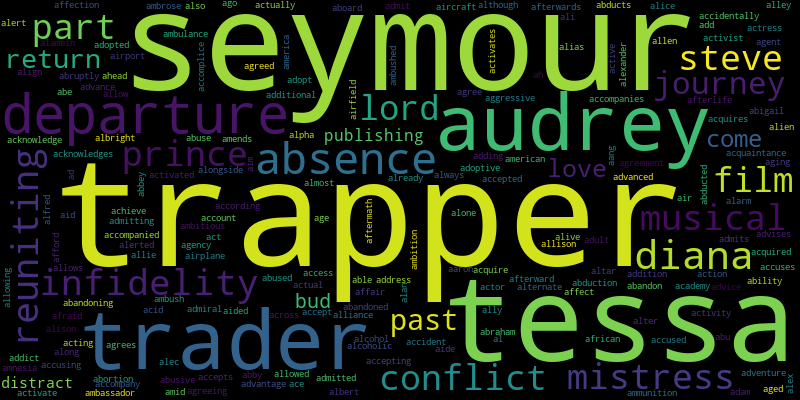 affection ambrose also ago actually accidentally ali ahead alice alley
alert part seymour steve actress
return adopted agreed activates alias allen agent
departure lord audrey journey
publishing acknowledge albright prince absence come
reuniting love film
trapper musical
infidelity diana
bud past tessa
trader conflict mistress
distract
airport ambulance accomplice america aboard admit aircraft although afterwards
abducts add activist active alexander
align abruptly advance adopt additional airfield ambushed agree aggressive accompanies afterlife abigail
abe allow abuse amends alpha alien
acknowledges alongside adding american acquires acquaintance aging
activated almost already always accepted adoptive aang agreement advanced alarm abducted air
alfred ad abbey according age aftermath ambition alone alive allison adult admits advises
achieve admitting ambitious account accompanied alerted act agency allie airplane
aid afford allows abandoning ambush abused access able address acquire aaron afterward altar alternate addition action acquired accuses ability
actual affair abandoned alan actor abduction affect abandon academy advice
allowing acid admiral aided across accept alliance ally african alter activity abu
afraid alison acting agrees alcohol accident abraham al accused
addict along accusing alec alcoholic accepting aide
amnesia abortion abusive accepts abby allowed admitted adventure alex
activate accompany ambassador amid agreeing advantage ace albert ammunition adam aged